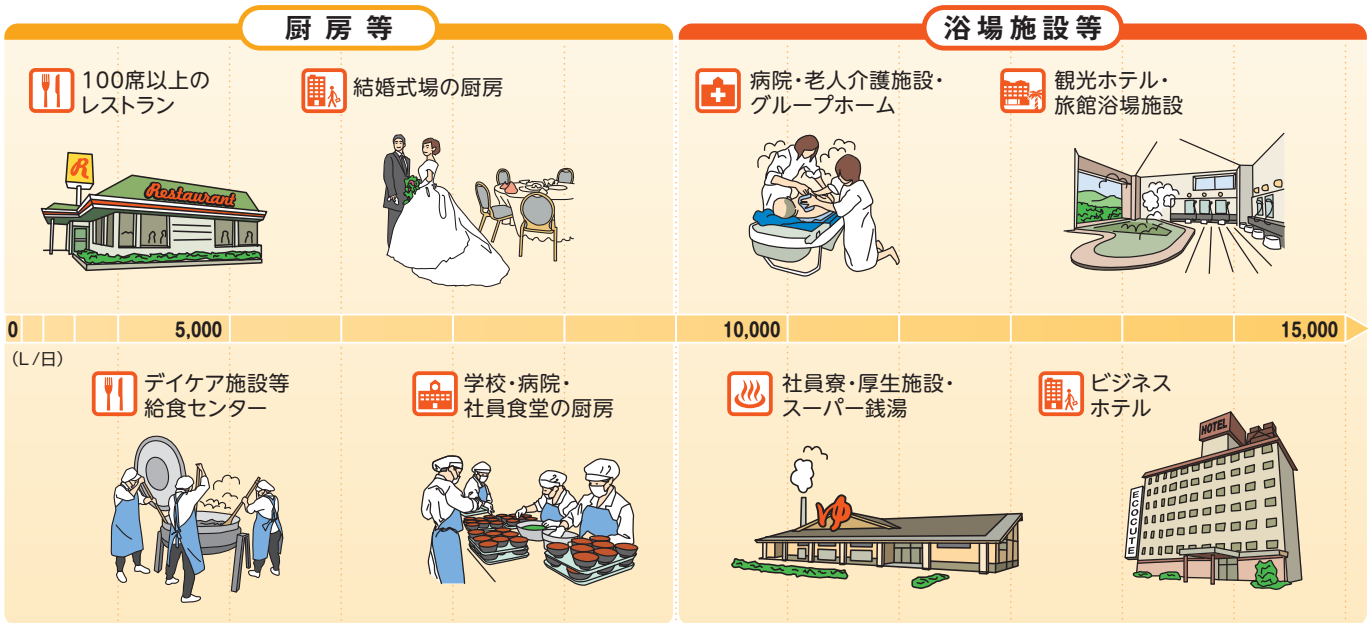 厨房等
浴場施設等
100席以上の
レストラン
結婚式場の厨房
病院・老人介護施設・
グループホーム
観光ホテル・
旅館浴場施設
R
Restaurant
0
5,000
10,000
15,000
(L/日)
デイケア施設等
給食センター
学校・病院・
社員食堂の厨房
社員寮・厚生施設・
スーパー銭湯
ビジネス
ホテル
ゆ
HOTEL
ECOCUTE